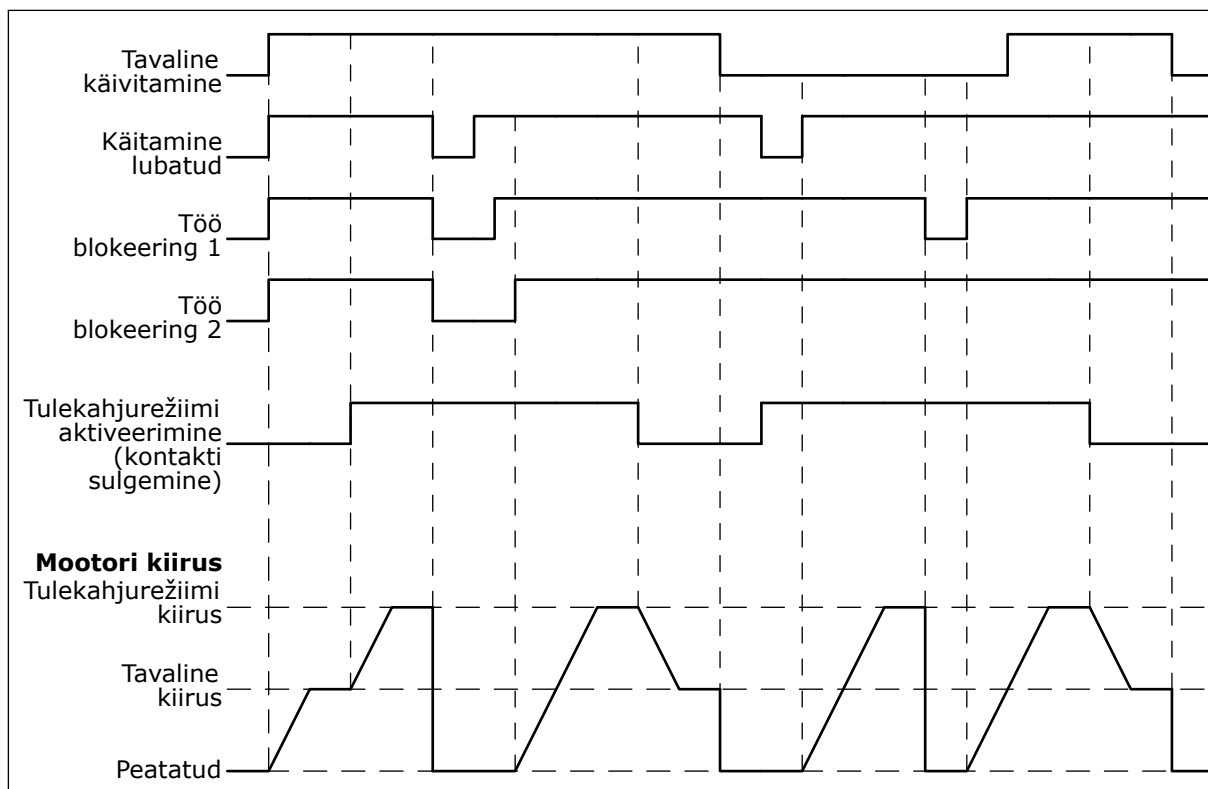 Tavaline
käivitamine
Käitamine
lubatud
Töö
blokeering 1
Töö
blokeering 2
Tulekahjurežiimi
aktiveerimine
(kontakti
sulgemine)
Mootori kiirus
Tulekahjurežiimi
kiirus
Tavaline
kiirus
Peatatud